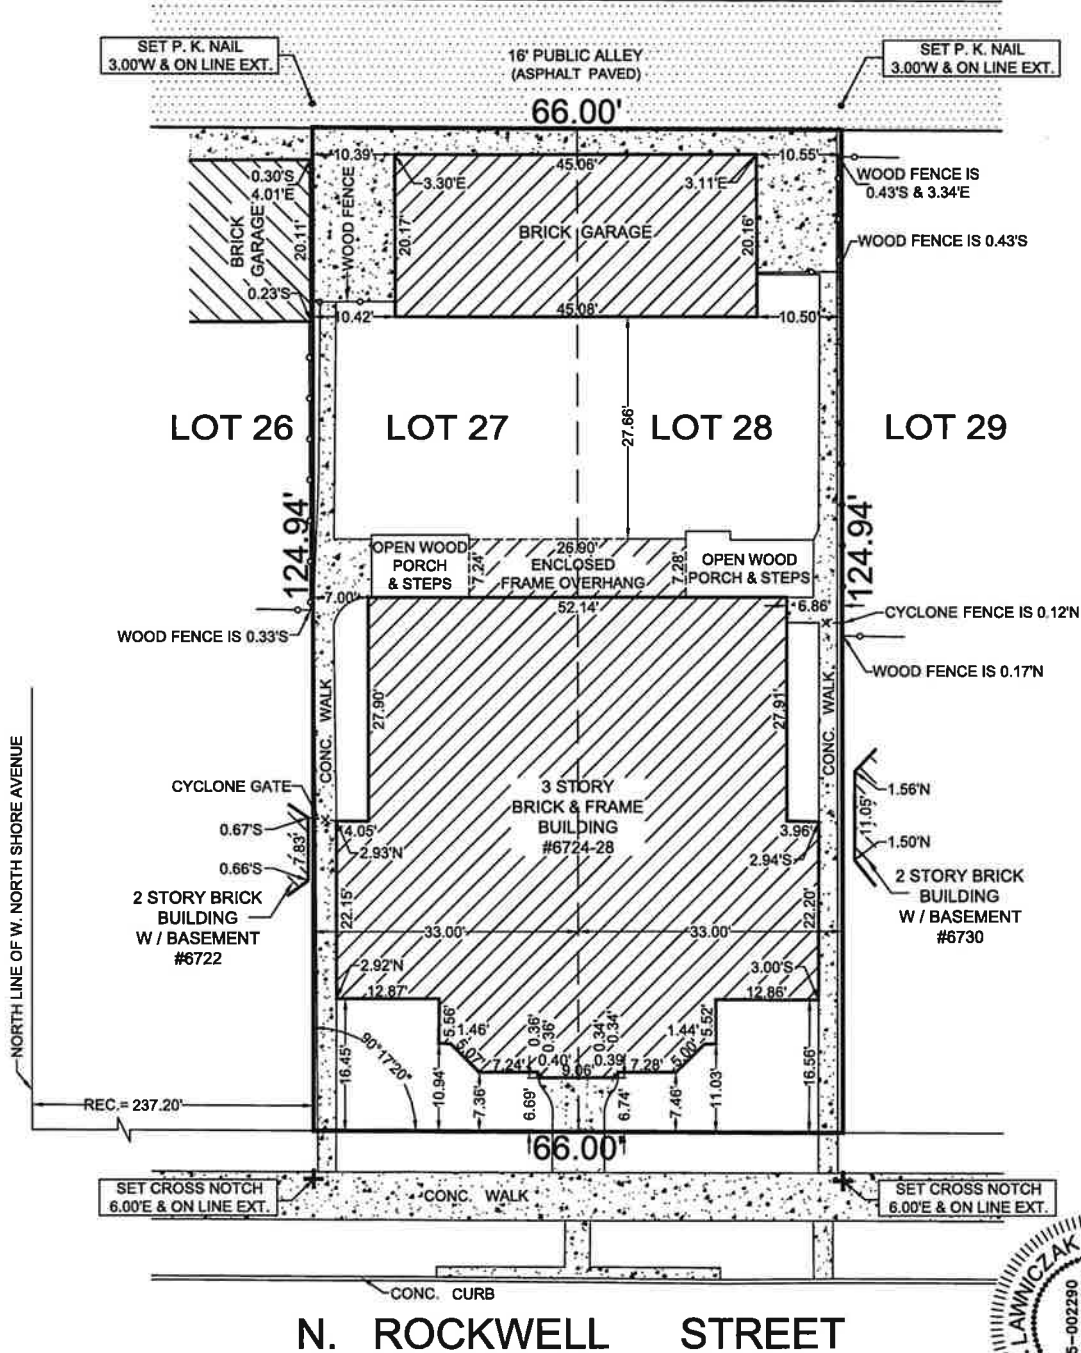 SET P. K. NAIL
3.00'W & ON LINE EXT.
16' PUBLIC ALLEY
(ASPHALT PAVED)
SET P. K. NAIL
3.00'W & ON LINE EXT.
66.00'
10.39'
45.06'
10.55'
0.30'S
4.01'E
3.30'E
3.11'E
WOOD FENCE IS
0.43'S & 3.34'E
BRICK
GARAGE
20.11'
WOOD FENCE
20.17'
BRICK GARAGE
20.16'
WOOD FENCE IS 0.43'S
0.23'S
10.42'
45.08'
10.50'
LOT 26
LOT 27
27.66'
LOT 28
LOT 29
124.94'
124.94'
OPEN WOOD
PORCH
& STEPS
7.24'
26.90'
ENCLOSED
FRAME OVERHANG
7.28'
OPEN WOOD
PORCH & STEPS
7.00'
52.14'
6.86'
CYCLONE FENCE IS 0.12'N
WOOD FENCE IS 0.33'S
WOOD FENCE IS 0.17'N
CONC. WALK
27.90'
27.91'
CONC. WALK
NORTH LINE OF W. NORTH SHORE AVENUE
CYCLONE GATE
3 STORY
BRICK & FRAME
BUILDING
#6724-28
1.56'N
11.05'
1.50'N
0.67'S
7.83'
0.66'S
4.05'
2.93'N
3.96'
2.94'S
2 STORY BRICK
BUILDING
W / BASEMENT
#6722
2 STORY BRICK
BUILDING
W / BASEMENT
#6730
22.15'
22.20'
33.00'
33.00'
2.92'N
3.00'S
12.87'
12.86'
5.56'
1.46'
5.07'
7.24'
0.36'
0.36'
0.40'
9.06'
0.34'
0.34'
0.39'
7.28'
1.44'
5.00'
5.52'
90°17'20"
16.45'
10.94'
7.36'
6.69'
6.74'
7.46'
11.03'
16.56'
REC.= 237.20'
66.00'
SET CROSS NOTCH
6.00'E & ON LINE EXT.
CONC. WALK
SET CROSS NOTCH
6.00'E & ON LINE EXT.
CONC. CURB
LAWNICZAK
5-002290
N. ROCKWELL STREET